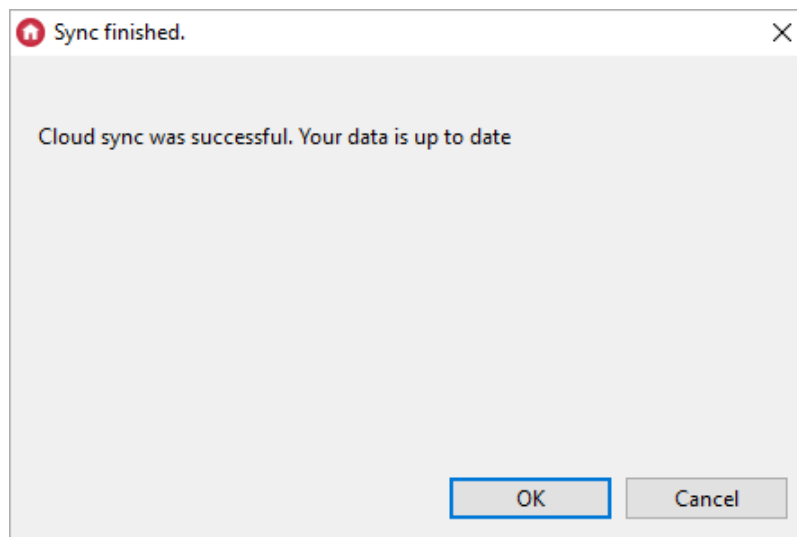 Sync finished.
Cloud sync was successful. Your data is up to date
OK
Cancel